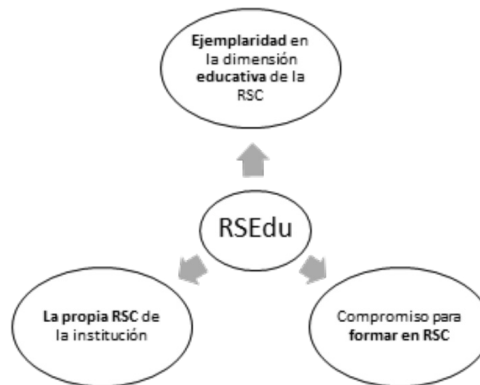 Ejemplaridad en
la dimensión
educativa de la
RSC
RSEdu
La propia RSC de
la institución
Compromiso para
formar en RSC